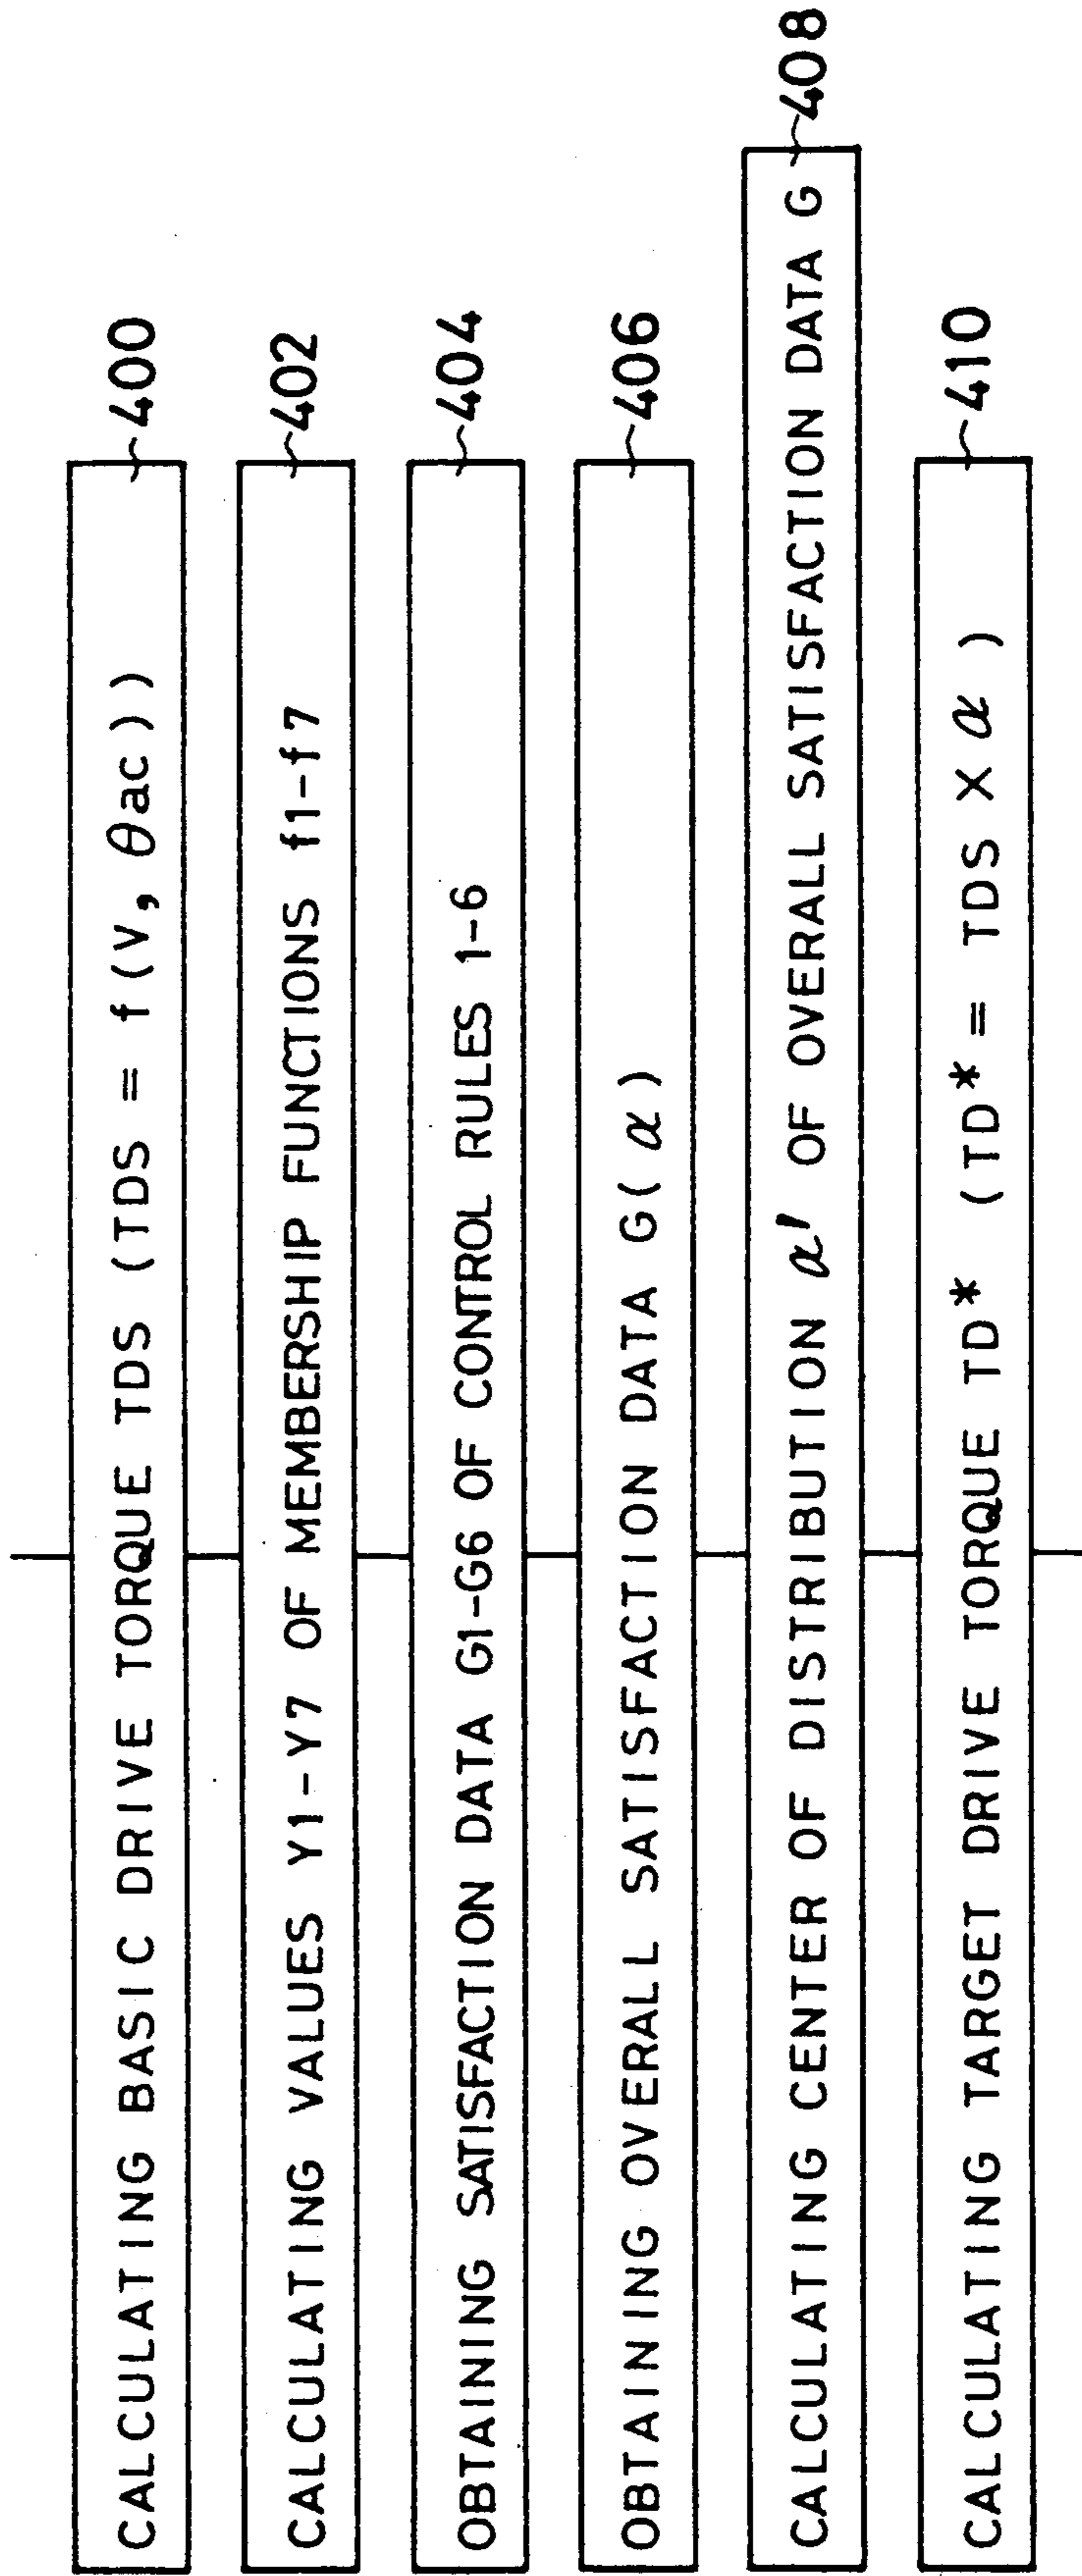 CALCULATING BASIC DRIVE TORQUE TDS (TDS = f(V, θac)) 400
CALCULATING VALUES Y1-Y7 OF MEMBERSHIP FUNCTIONS f1-f7 402
OBTAINING SATISFACTION DATA G1-G6 OF CONTROL RULES 1-6 404
OBTAINING OVERALL SATISFACTION DATA G(α) 406
CALCULATING CENTER OF DISTRIBUTION α' OF OVERALL SATISFACTION DATA G 408
CALCULATING TARGET DRIVE TORQUE TD* (TD* = TDS X α) 410